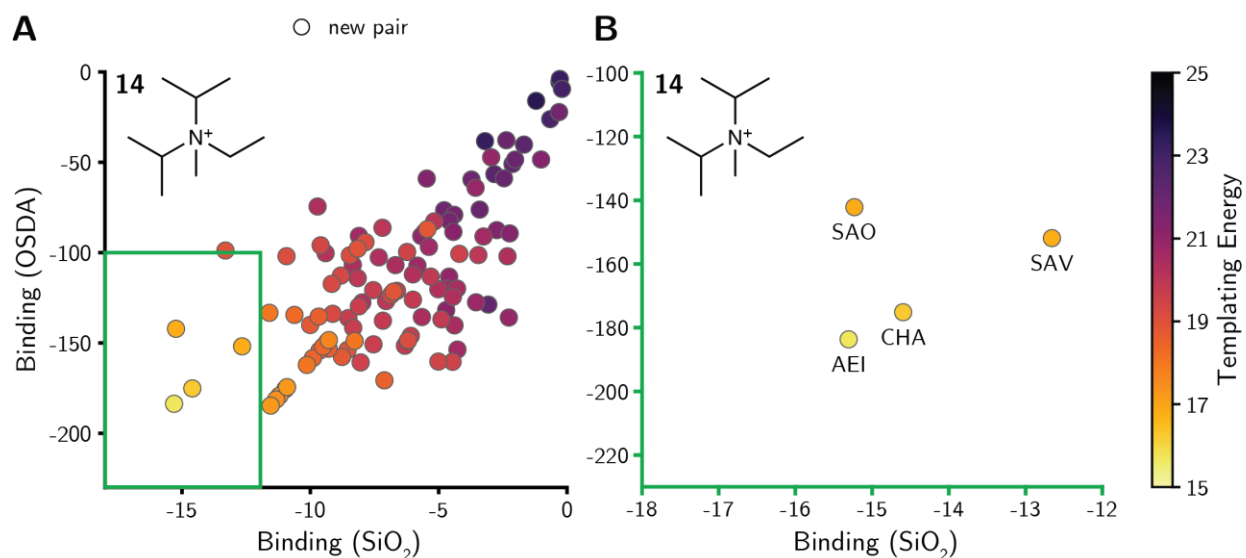 A
○ new pair
B
14
N⁺
0
-50
-100
-150
-200
Binding (OSDA)
-15
-10
-5
0
Binding (SiO₂)
14
N⁺
-100
-120
-140
-160
-180
-200
-220
SAO
SAV
CHA
AEI
-18
-17
-16
-15
-14
-13
-12
Binding (SiO₂)
25
23
21
19
17
15
Templating Energy